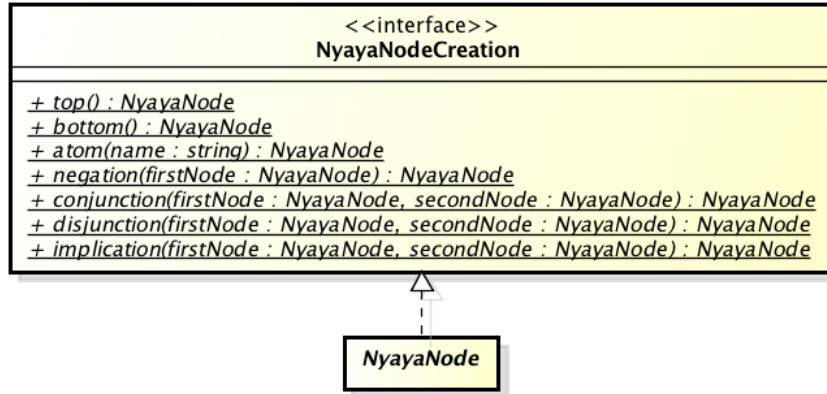 <<interface>>
NyayaNodeCreation
+ top() : NyayaNode
+ bottom() : NyayaNode
+ atom(name : string) : NyayaNode
+ negation(firstNode : NyayaNode) : NyayaNode
+ conjunction(firstNode : NyayaNode, secondNode : NyayaNode) : NyayaNode
+ disjunction(firstNode : NyayaNode, secondNode : NyayaNode) : NyayaNode
+ implication(firstNode : NyayaNode, secondNode : NyayaNode) : NyayaNode
NyayaNode